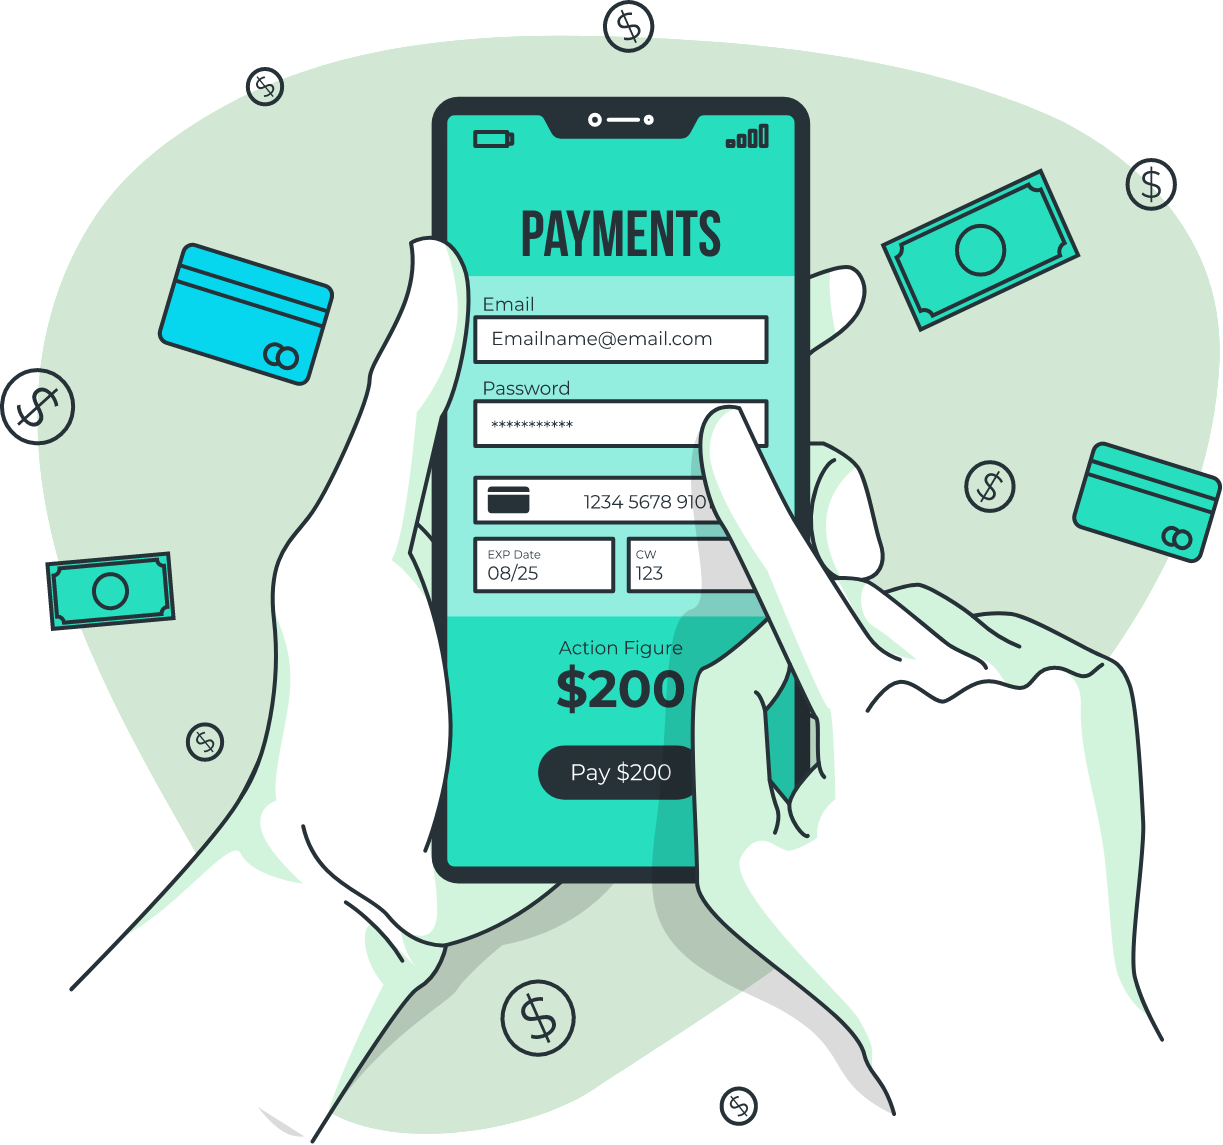 PAYMENTS
Email
Emailname@email.com
Password
***********
1234 5678 910
EXP Date
CW
08/25
123
Action Figure
$200
Pay $200
$
$
$
$
$
$
$
$